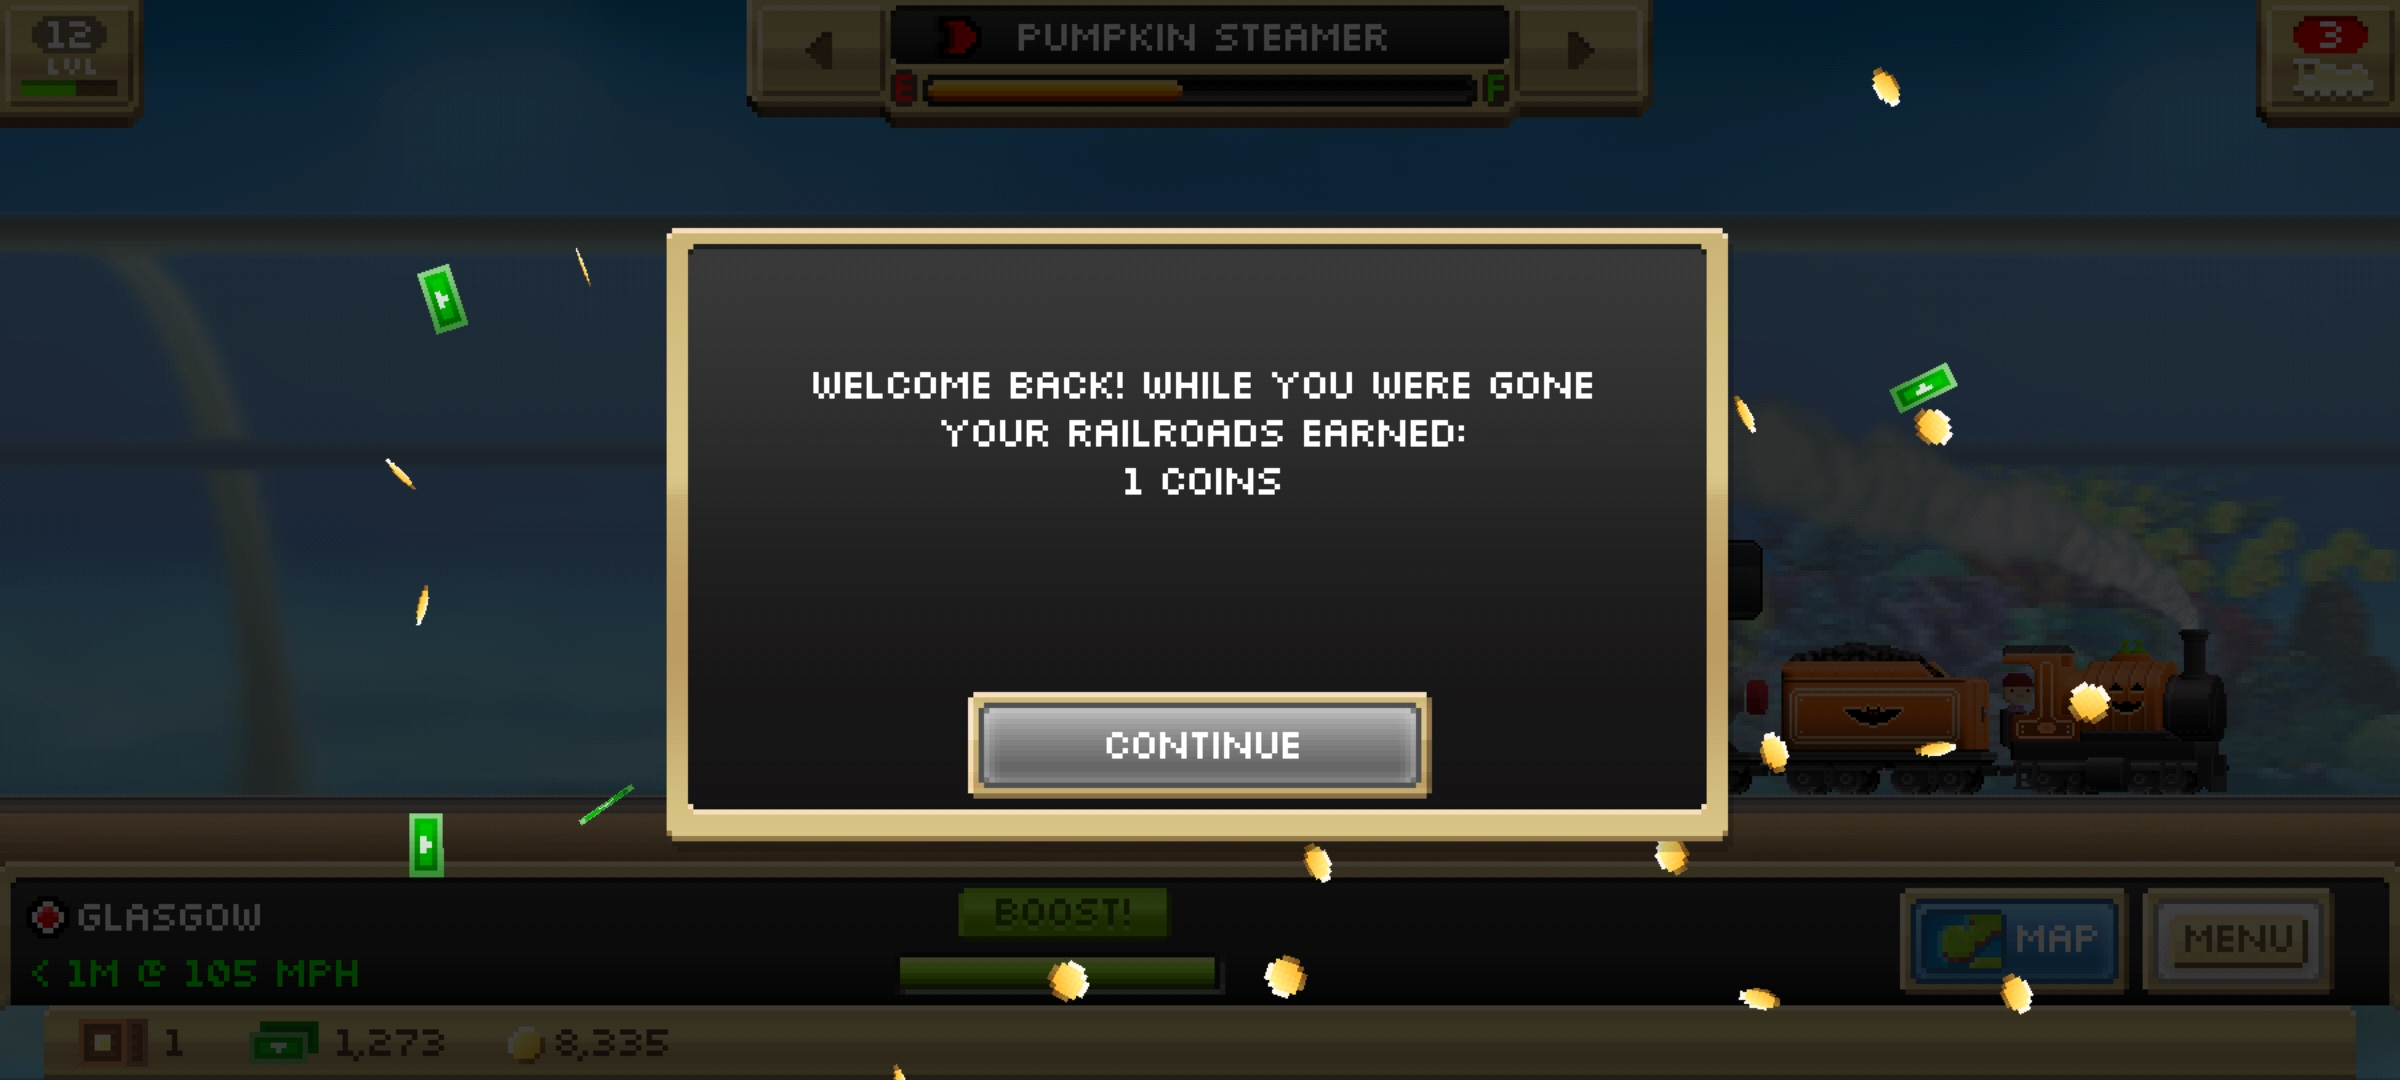 12
LVL
PUMPKIN STEAMER
E F
3
WELCOME BACK! WHILE YOU WERE GONE
YOUR RAILROADS EARNED:
1 COINS
CONTINUE
GLASGOW
< 1M @ 105 MPH
BOOST!
MAP
MENU
1 1,273 8,335